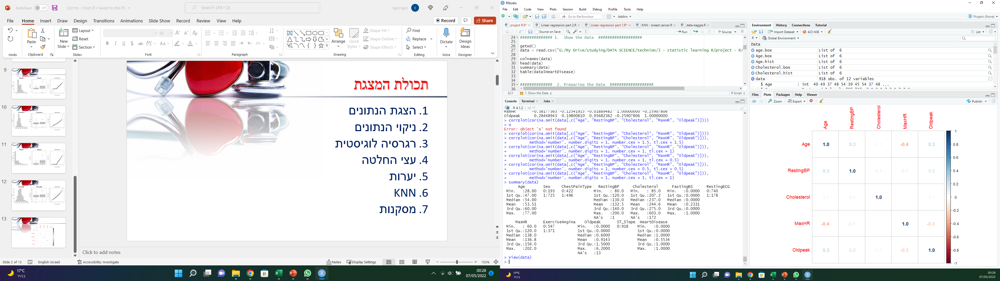 AutoSave Off
מצגת - פרויקט R • Saved to this PC
Search (Alt+Q)
Igor Igor II
File Home Insert Draw Design Transitions Animations Slide Show Record Review View Help
Record Share
Undo
Paste
Clipboard
New Slide
Layout
Reset
Section
Slides
18
Font
Paragraph
Arrange
Quick Styles
Shape Fill
Shape Outline
Shape Effects
Drawing
Find
Replace
Select
Editing
Dictate
Voice
Design Ideas
Designer
9
10
11
12
13
תכולת המצגת
1. הצגת הנתונים
2. ניקוי הנתונים
3. רגרסיה לוגיסטית
4. עצי החלטה
5. יערות
6. KNN
7. מסקנות
Click to add notes
Slide 2 of 13 English (Israel) Accessibility: Investigate Notes Display Settings 103%
17°C
בהיר
00:28
07/05/2022
6
RStudio
File Edit Code View Plots Session Build Debug Profile Tools Help
Go to file/function Addins Project: (None)
project R.R* Linear regression part 2.R Linear regression part 1.R* KNN - breast cancer.R data-kaggle.R
Source on Save Run Source
24 ############## 1. Show the Data ###################
25
26 getwd()
27 data = read.csv("G:/My Drive/studying/DATA SCIENCE/technion/3 - statistic learning R/project - R/
28
29 colnames(data)
30 head(data)
31 summary(data)
32 table(data$HeartDisease)
33
34
35 ############## 2. Preparing the Data ###################
36
32:1 1. Show the Data R Script
Console Terminal Jobs
R 4.1.2 · ~/
MaxHR -0.38177363 -0.12541915 -0.01889482 1.00000000 -0.25907806
Oldpeak 0.28448943 0.19800810 0.05682362 -0.25907806 1.00000000
> corrplot(cor(na.omit(data[,c("Age", "RestingBP", "Cholesterol", "MaxHR", "Oldpeak")])))
> o
Error: object 'o' not found
> corrplot(cor(na.omit(data[,c("Age", "RestingBP", "Cholesterol", "MaxHR", "Oldpeak")])))
> corrplot(cor(na.omit(data[,c("Age", "RestingBP", "Cholesterol", "MaxHR", "Oldpeak")])),
+ method='number', number.digits = 1, number.cex = 1.5, tl.cex = 1.5)
> corrplot(cor(na.omit(data[,c("Age", "RestingBP", "Cholesterol", "MaxHR", "Oldpeak")])),
+ method='number', number.digits = 1, number.cex = 1, tl.cex = 1)
> corrplot(cor(na.omit(data[,c("Age", "RestingBP", "Cholesterol", "MaxHR", "Oldpeak")])),
+ method='number', number.digits = 1, number.cex = 1, tl.cex = 0.5)
> corrplot(cor(na.omit(data[,c("Age", "RestingBP", "Cholesterol", "MaxHR", "Oldpeak")])),
+ method='number', number.digits = 1, number.cex = 0.5, tl.cex = 0.5)
> corrplot(cor(na.omit(data[,c("Age", "RestingBP", "Cholesterol", "MaxHR", "Oldpeak")])),
+ method='number', number.digits = 1, number.cex = 1, tl.cex = 1)
> summary(data)
Age Sex ChestPainType RestingBP Cholesterol FastingBS RestingECG
Min. :28.00 0:193 0:422 Min. : 80.0 Min. : 85.0 Min. :0.0000 0:740
1st Qu.:47.00 1:725 1:496 1st Qu.:120.0 1st Qu.:207.2 1st Qu.:0.0000 1:178
Median :54.00 Median :130.0 Median :237.0 Median :0.0000
Mean :53.51 Mean :132.5 Mean :244.6 Mean :0.2331
3rd Qu.:60.00 3rd Qu.:140.0 3rd Qu.:275.0 3rd Qu.:0.0000
Max. :77.00 Max. :200.0 Max. :603.0 Max. :1.0000
NA's :1 NA's :172
MaxHR ExerciseAngina Oldpeak ST_Slope HeartDisease
Min. : 60.0 0:547 Min. :0.0000 0:918 Min. :0.0000
1st Qu.:120.0 1:371 1st Qu.:0.0000 1st Qu.:0.0000
Median :138.0 Median :0.6000 Median :1.0000
Mean :136.8 Mean :0.9143 Mean :0.5534
3rd Qu.:156.0 3rd Qu.:1.5000 3rd Qu.:1.0000
Max. :202.0 Max. :6.2000 Max. :1.0000
NA's :13
> View(data)
>
Environment History Connections Tutorial
Import Dataset 423 MiB List
R Global Environment
Data
age.box List of 6
Age.box List of 6
Age.hist List of 6
Cholesterol.box List of 6
Cholesterol.hist List of 6
data 918 obs. of 12 variables
$ Age : int 40 49 37 48 54 39 45 54 37 48 ...
Files Plots Packages Help Viewer
Zoom Export Publish
Age RestingBP Cholesterol MaxHR Oldpeak
Age 1.0 0.3 0.1 -0.4 0.3
RestingBP 0.3 1.0 0.1 -0.1 0.2
Cholesterol 0.1 0.1 1.0 0.1
MaxHR -0.4 -0.1 1.0 -0.3
Oldpeak 0.3 0.2 0.1 -0.3 1.0
1
0.8
0.6
0.4
0.2
0
-0.2
-0.4
-0.6
-0.8
-1
17°C
בהיר
00:28
07/05/2022